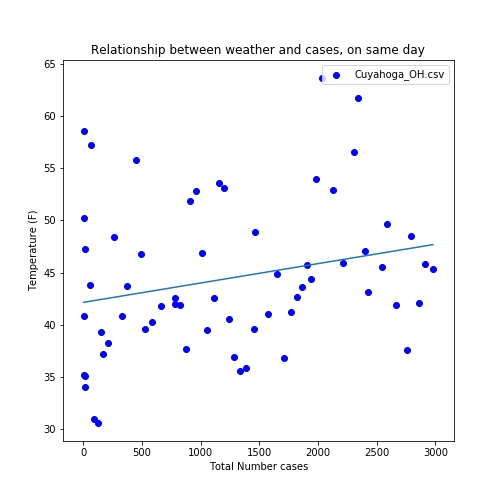 Relationship between weather and cases, on same day
Cuyahoga_OH.csv
Temperature (F)
65
60
55
50
45
40
35
30
0 500 1000 1500 2000 2500 3000
Total Number cases